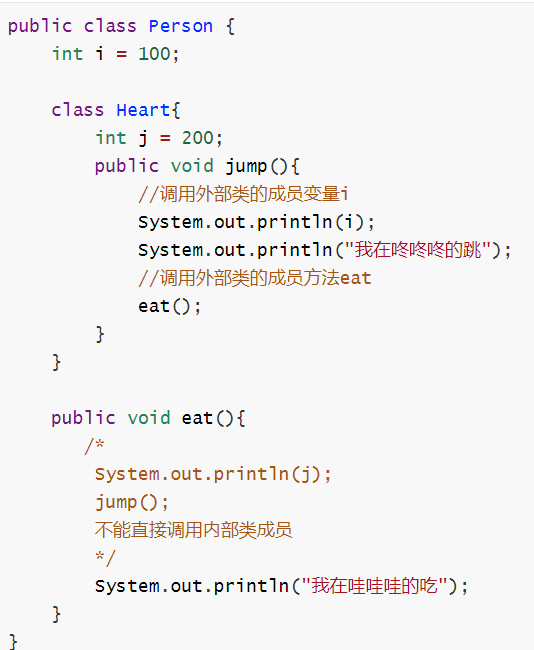 public class Person {
    int i = 100;

    class Heart{
        int j = 200;
        public void jump(){
            //调用外部类的成员变量i
            System.out.println(i);
            System.out.println("我在咚咚咚的跳");
            //调用外部类的成员方法eat
            eat();
        }
    }

    public void eat(){
       /*
        System.out.println(j);
        jump();
        不能直接调用内部类成员
        */
        System.out.println("我在哇哇哇的吃");
    }
}